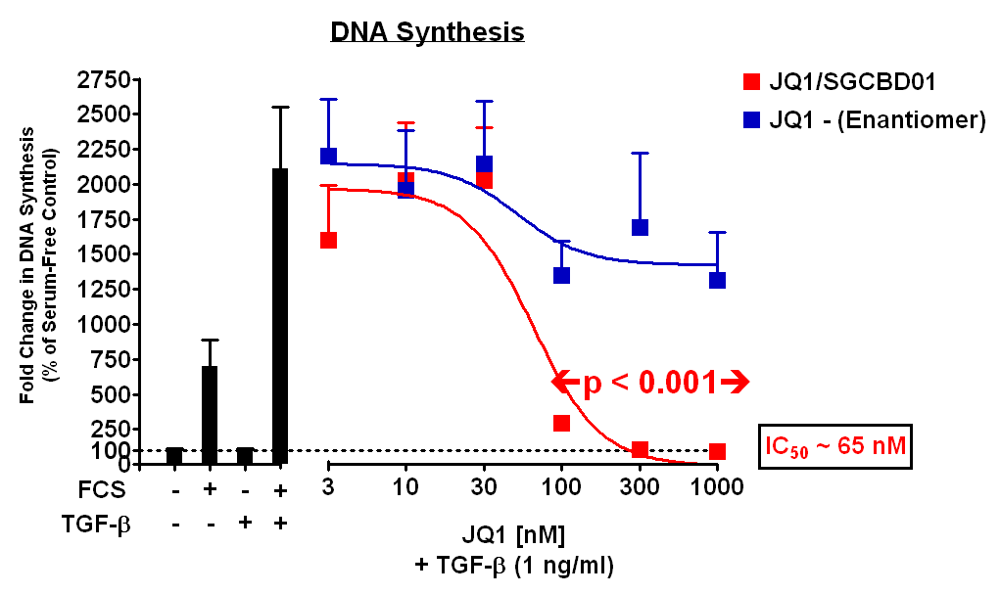 DNA Synthesis
Fold Change in DNA Synthesis
(% of Serum-Free Control)
2750
2500
2250
2000
1750
1500
1250
1000
750
500
250
100
0
JQ1/SGCBD01
JQ1 - (Enantiomer)
p < 0.001
IC50 ~ 65 nM
3 10 30 100 300 1000
FCS - + - +
TGF-β - - + +
JQ1 [nM]
+ TGF-β (1 ng/ml)